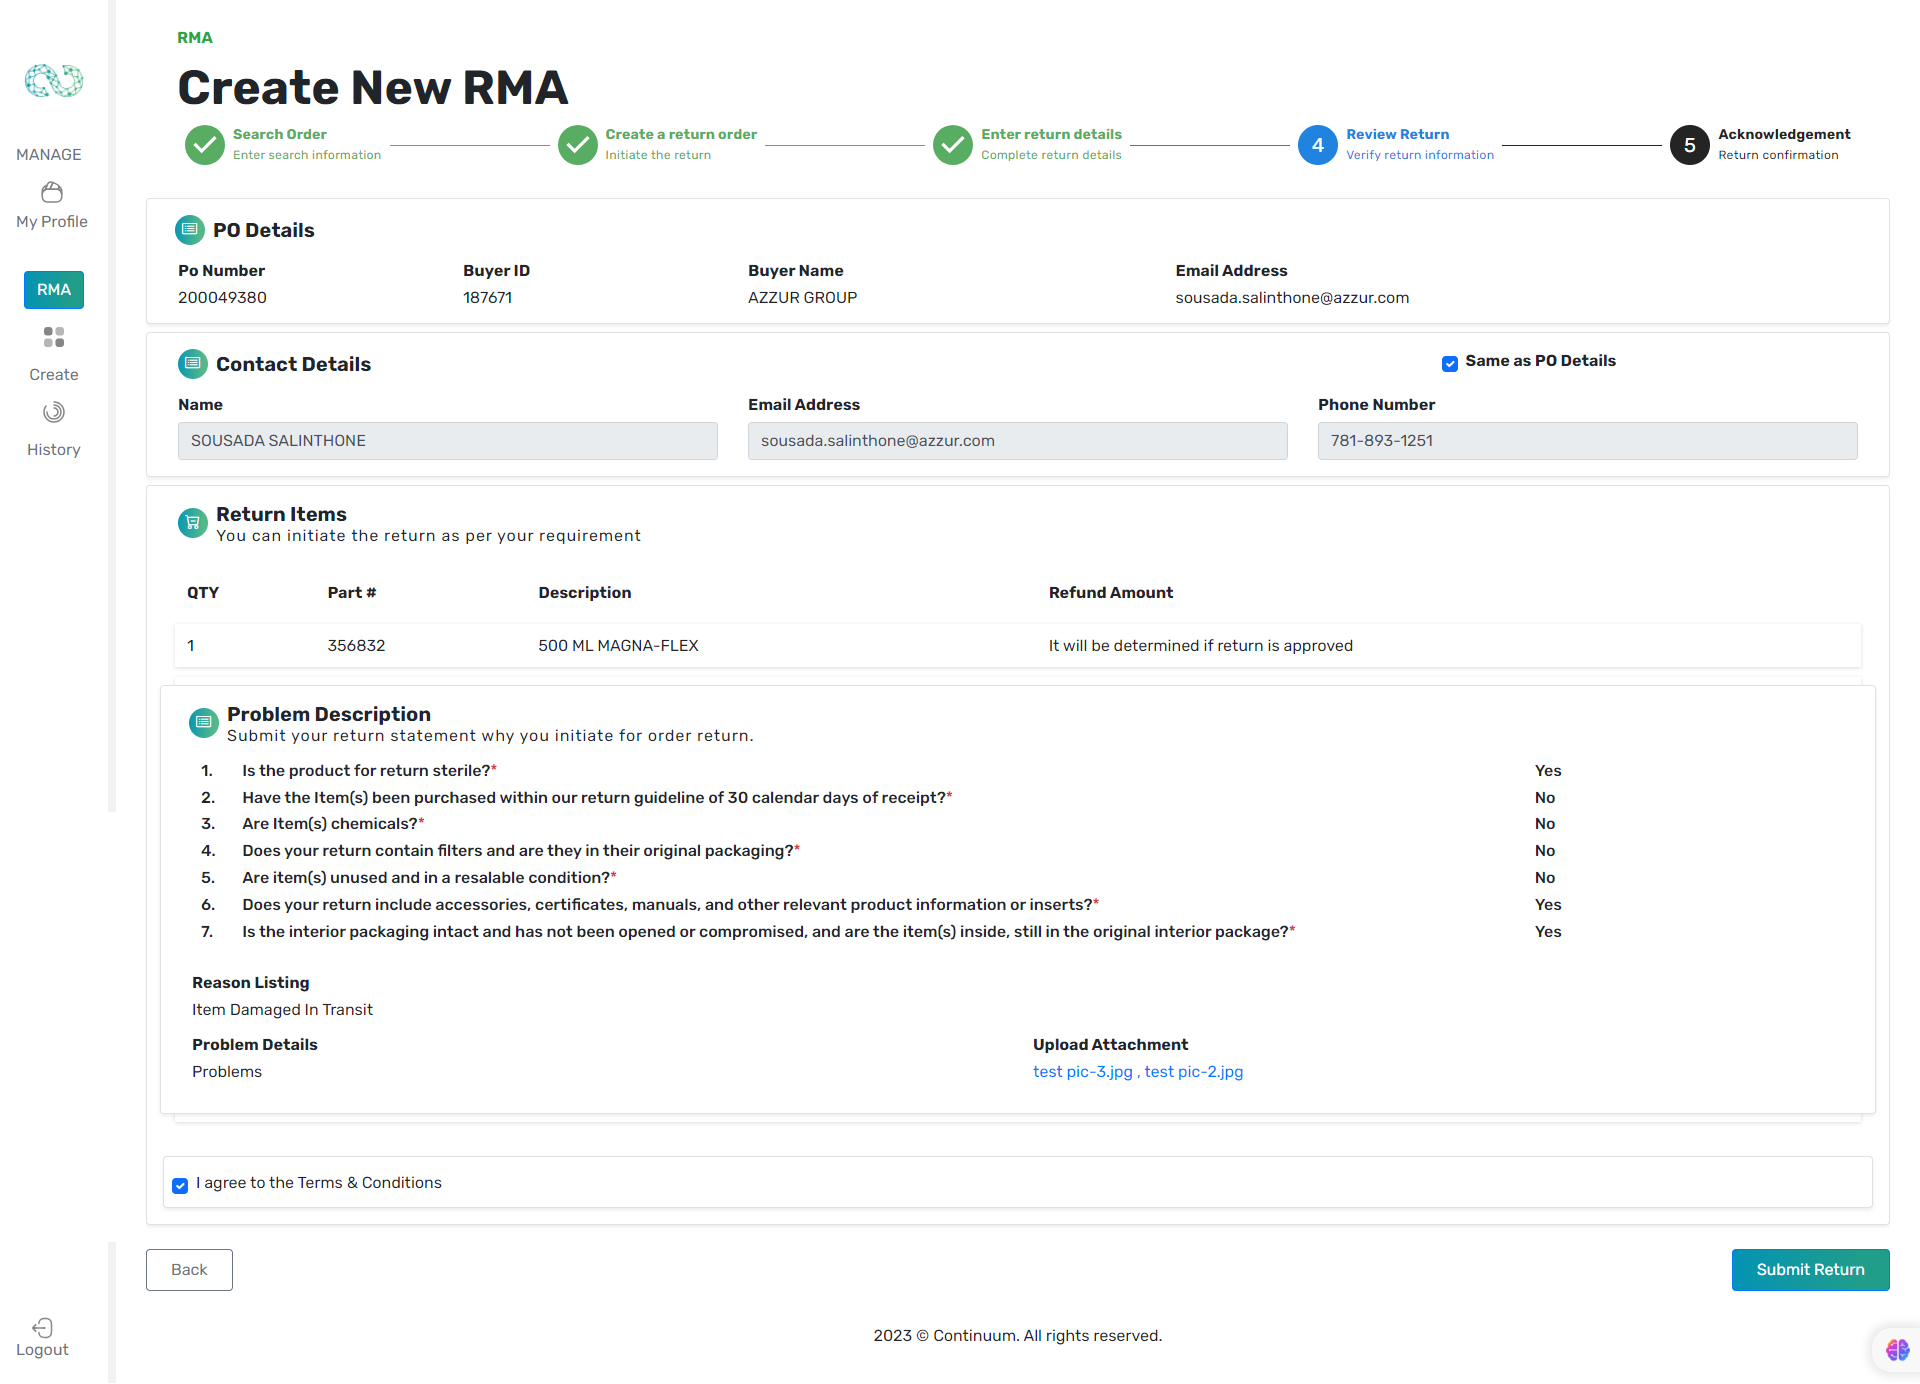 RMA
Create New RMA
Search Order
Enter search information
Create a return order
Initiate the return
Enter return details
Complete return details
4
Review Return
Verify return information
5
Acknowledgement
Return confirmation
MANAGE
My Profile
RMA
Create
History
Logout
PO Details
Po Number
200049380
Buyer ID
187671
Buyer Name
AZZUR GROUP
Email Address
sousada.salinthone@azzur.com
Contact Details
Same as PO Details
Name
SOUSADA SALINTHONE
Email Address
sousada.salinthone@azzur.com
Phone Number
781-893-1251
Return Items
You can initiate the return as per your requirement
QTY Part # Description Refund Amount
1 356832 500 ML MAGNA-FLEX It will be determined if return is approved
Problem Description
Submit your return statement why you initiate for order return.
1. Is the product for return sterile?* Yes
2. Have the Item(s) been purchased within our return guideline of 30 calendar days of receipt?* No
3. Are Item(s) chemicals?* No
4. Does your return contain filters and are they in their original packaging?* No
5. Are item(s) unused and in a resalable condition?* No
6. Does your return include accessories, certificates, manuals, and other relevant product information or inserts?* Yes
7. Is the interior packaging intact and has not been opened or compromised, and are the item(s) inside, still in the original interior package?* Yes
Reason Listing
Item Damaged In Transit
Problem Details
Problems
Upload Attachment
test pic-3.jpg , test pic-2.jpg
I agree to the Terms & Conditions
Back
Submit Return
2023 © Continuum. All rights reserved.